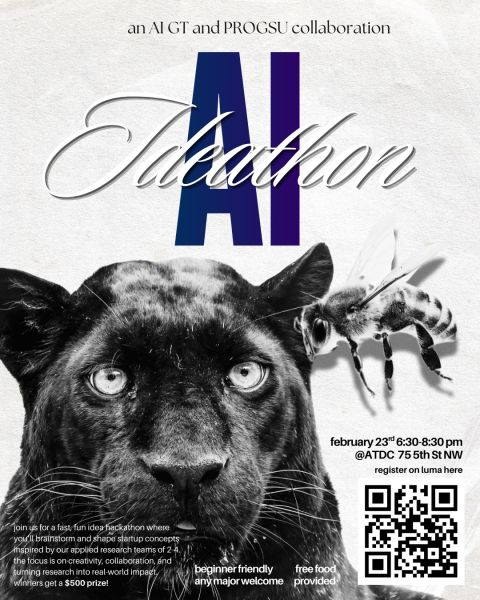 an AI GT and PROGSU collaboration
AI
Ideathon
february 23rd 6:30-8:30 pm
@ATDC 75 5th St NW
register on luma here
join us for a fast, fun idea hackathon where
you'll brainstorm and shape startup concepts
inspired by our applied research teams of 2-4.
the focus is on creativity, collaboration, and
turning research into real-world impact.
winners get a $500 prize!
beginner friendly
any major welcome
free food
provided